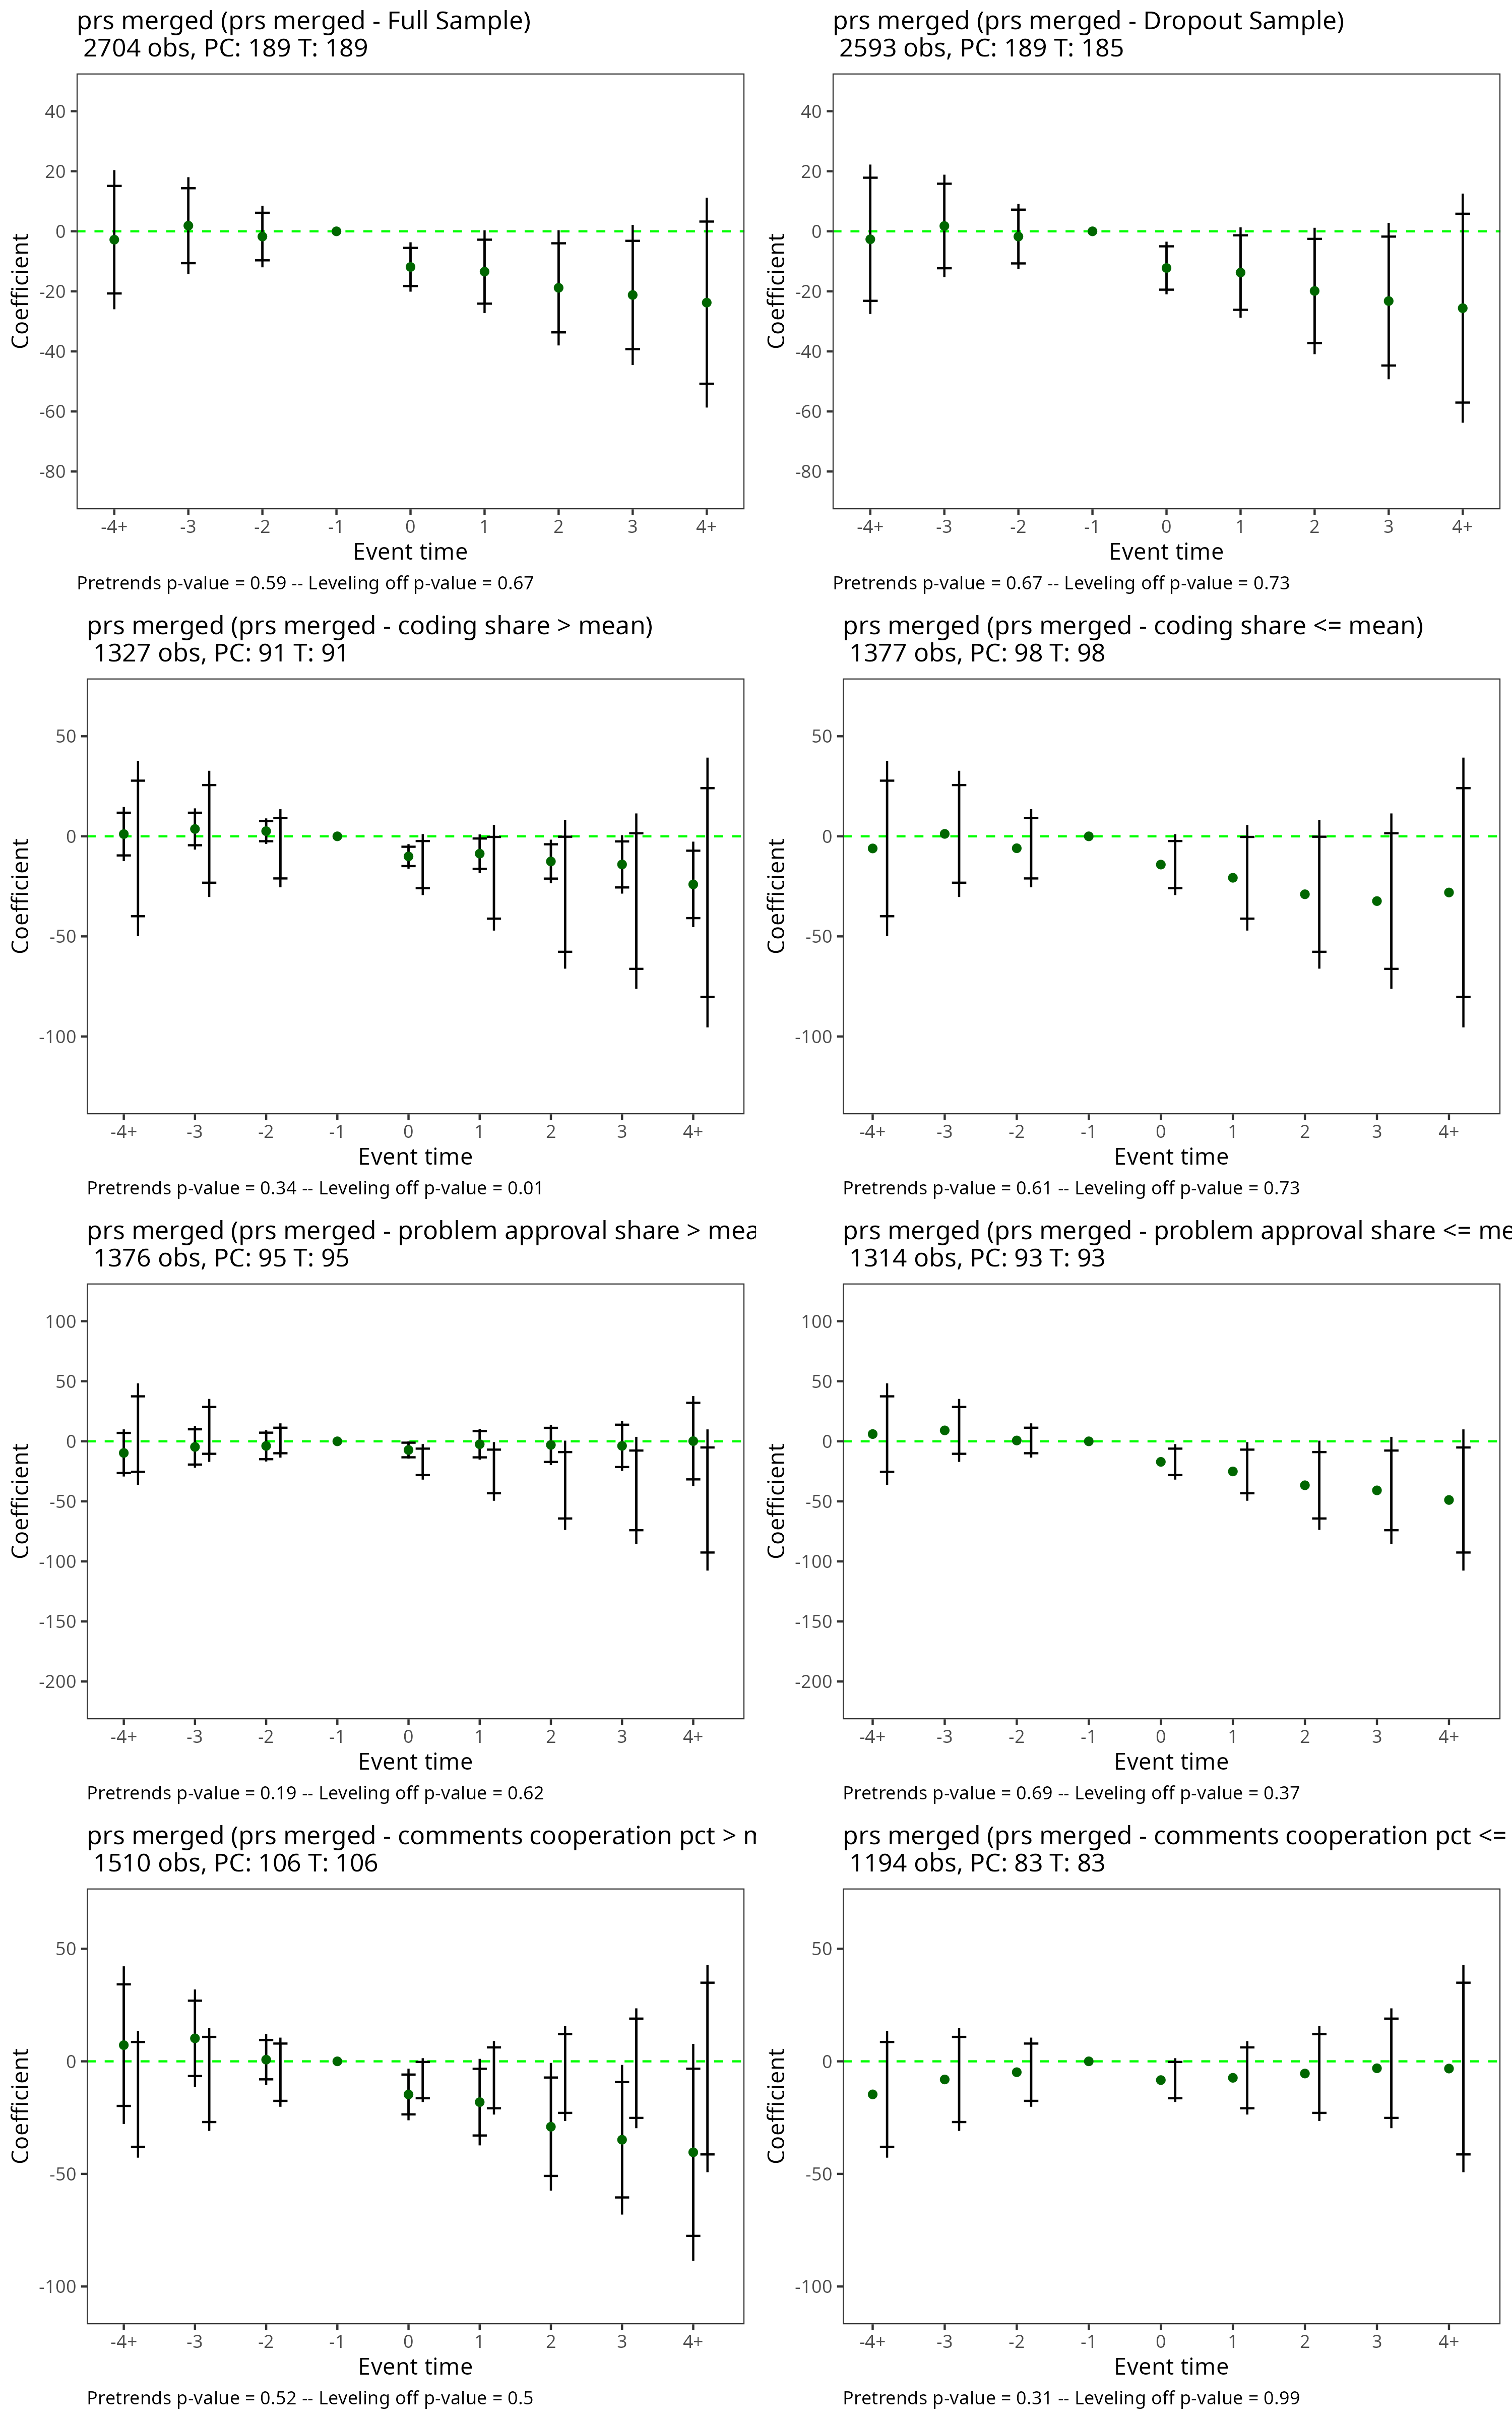 prs merged (prs merged - Full Sample)
2704 obs, PC: 189 T: 189
40
20
0
-20
-40
-60
-80
Coefficient
-4+ -3 -2 -1 0 1 2 3 4+
Event time
Pretrends p-value = 0.59 -- Leveling off p-value = 0.67
prs merged (prs merged - Dropout Sample)
2593 obs, PC: 189 T: 185
40
20
0
-20
-40
-60
-80
Coefficient
-4+ -3 -2 -1 0 1 2 3 4+
Event time
Pretrends p-value = 0.67 -- Leveling off p-value = 0.73
prs merged (prs merged - coding share > mean)
1327 obs, PC: 91 T: 91
50
0
-50
-100
Coefficient
-4+ -3 -2 -1 0 1 2 3 4+
Event time
Pretrends p-value = 0.34 -- Leveling off p-value = 0.01
prs merged (prs merged - coding share <= mean)
1377 obs, PC: 98 T: 98
50
0
-50
-100
Coefficient
-4+ -3 -2 -1 0 1 2 3 4+
Event time
Pretrends p-value = 0.61 -- Leveling off p-value = 0.73
prs merged (prs merged - problem approval share > mea
1376 obs, PC: 95 T: 95
100
50
0
-50
-100
-150
-200
Coefficient
-4+ -3 -2 -1 0 1 2 3 4+
Event time
Pretrends p-value = 0.19 -- Leveling off p-value = 0.62
prs merged (prs merged - problem approval share <= me
1314 obs, PC: 93 T: 93
100
50
0
-50
-100
-150
-200
Coefficient
-4+ -3 -2 -1 0 1 2 3 4+
Event time
Pretrends p-value = 0.69 -- Leveling off p-value = 0.37
prs merged (prs merged - comments cooperation pct > m
1510 obs, PC: 106 T: 106
50
0
-50
-100
Coefficient
-4+ -3 -2 -1 0 1 2 3 4+
Event time
Pretrends p-value = 0.52 -- Leveling off p-value = 0.5
prs merged (prs merged - comments cooperation pct <=
1194 obs, PC: 83 T: 83
50
0
-50
-100
Coefficient
-4+ -3 -2 -1 0 1 2 3 4+
Event time
Pretrends p-value = 0.31 -- Leveling off p-value = 0.99